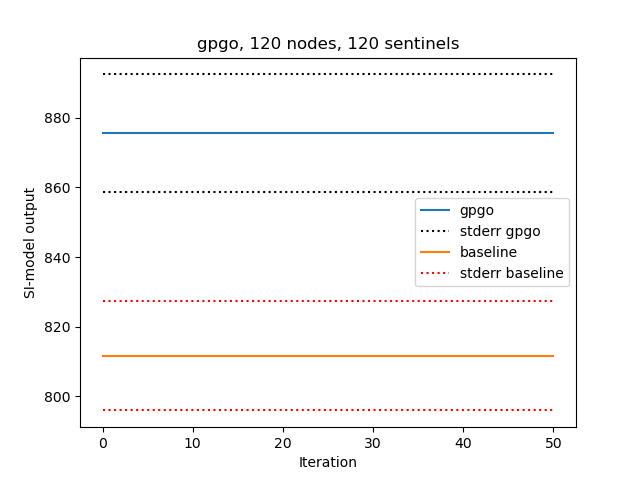 gpgo, 120 nodes, 120 sentinels
SI-model output
880
860
840
820
800
gpgo
stderr gpgo
baseline
stderr baseline
0 10 20 30 40 50
Iteration